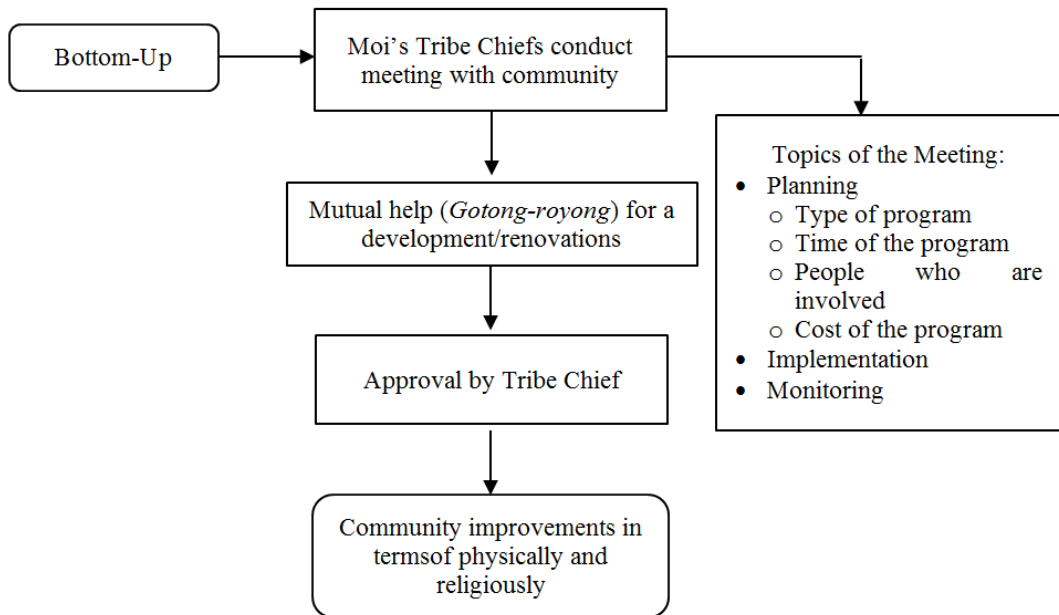 Bottom-Up
Moi’s Tribe Chiefs conduct
meeting with community
Mutual help (Gotong-royong) for a
development/renovations
Approval by Tribe Chief
Community improvements in
termsof physically and
religiously
Topics of the Meeting:
• Planning
o Type of program
o Time of the program
o People who are
involved
o Cost of the program
• Implementation
• Monitoring